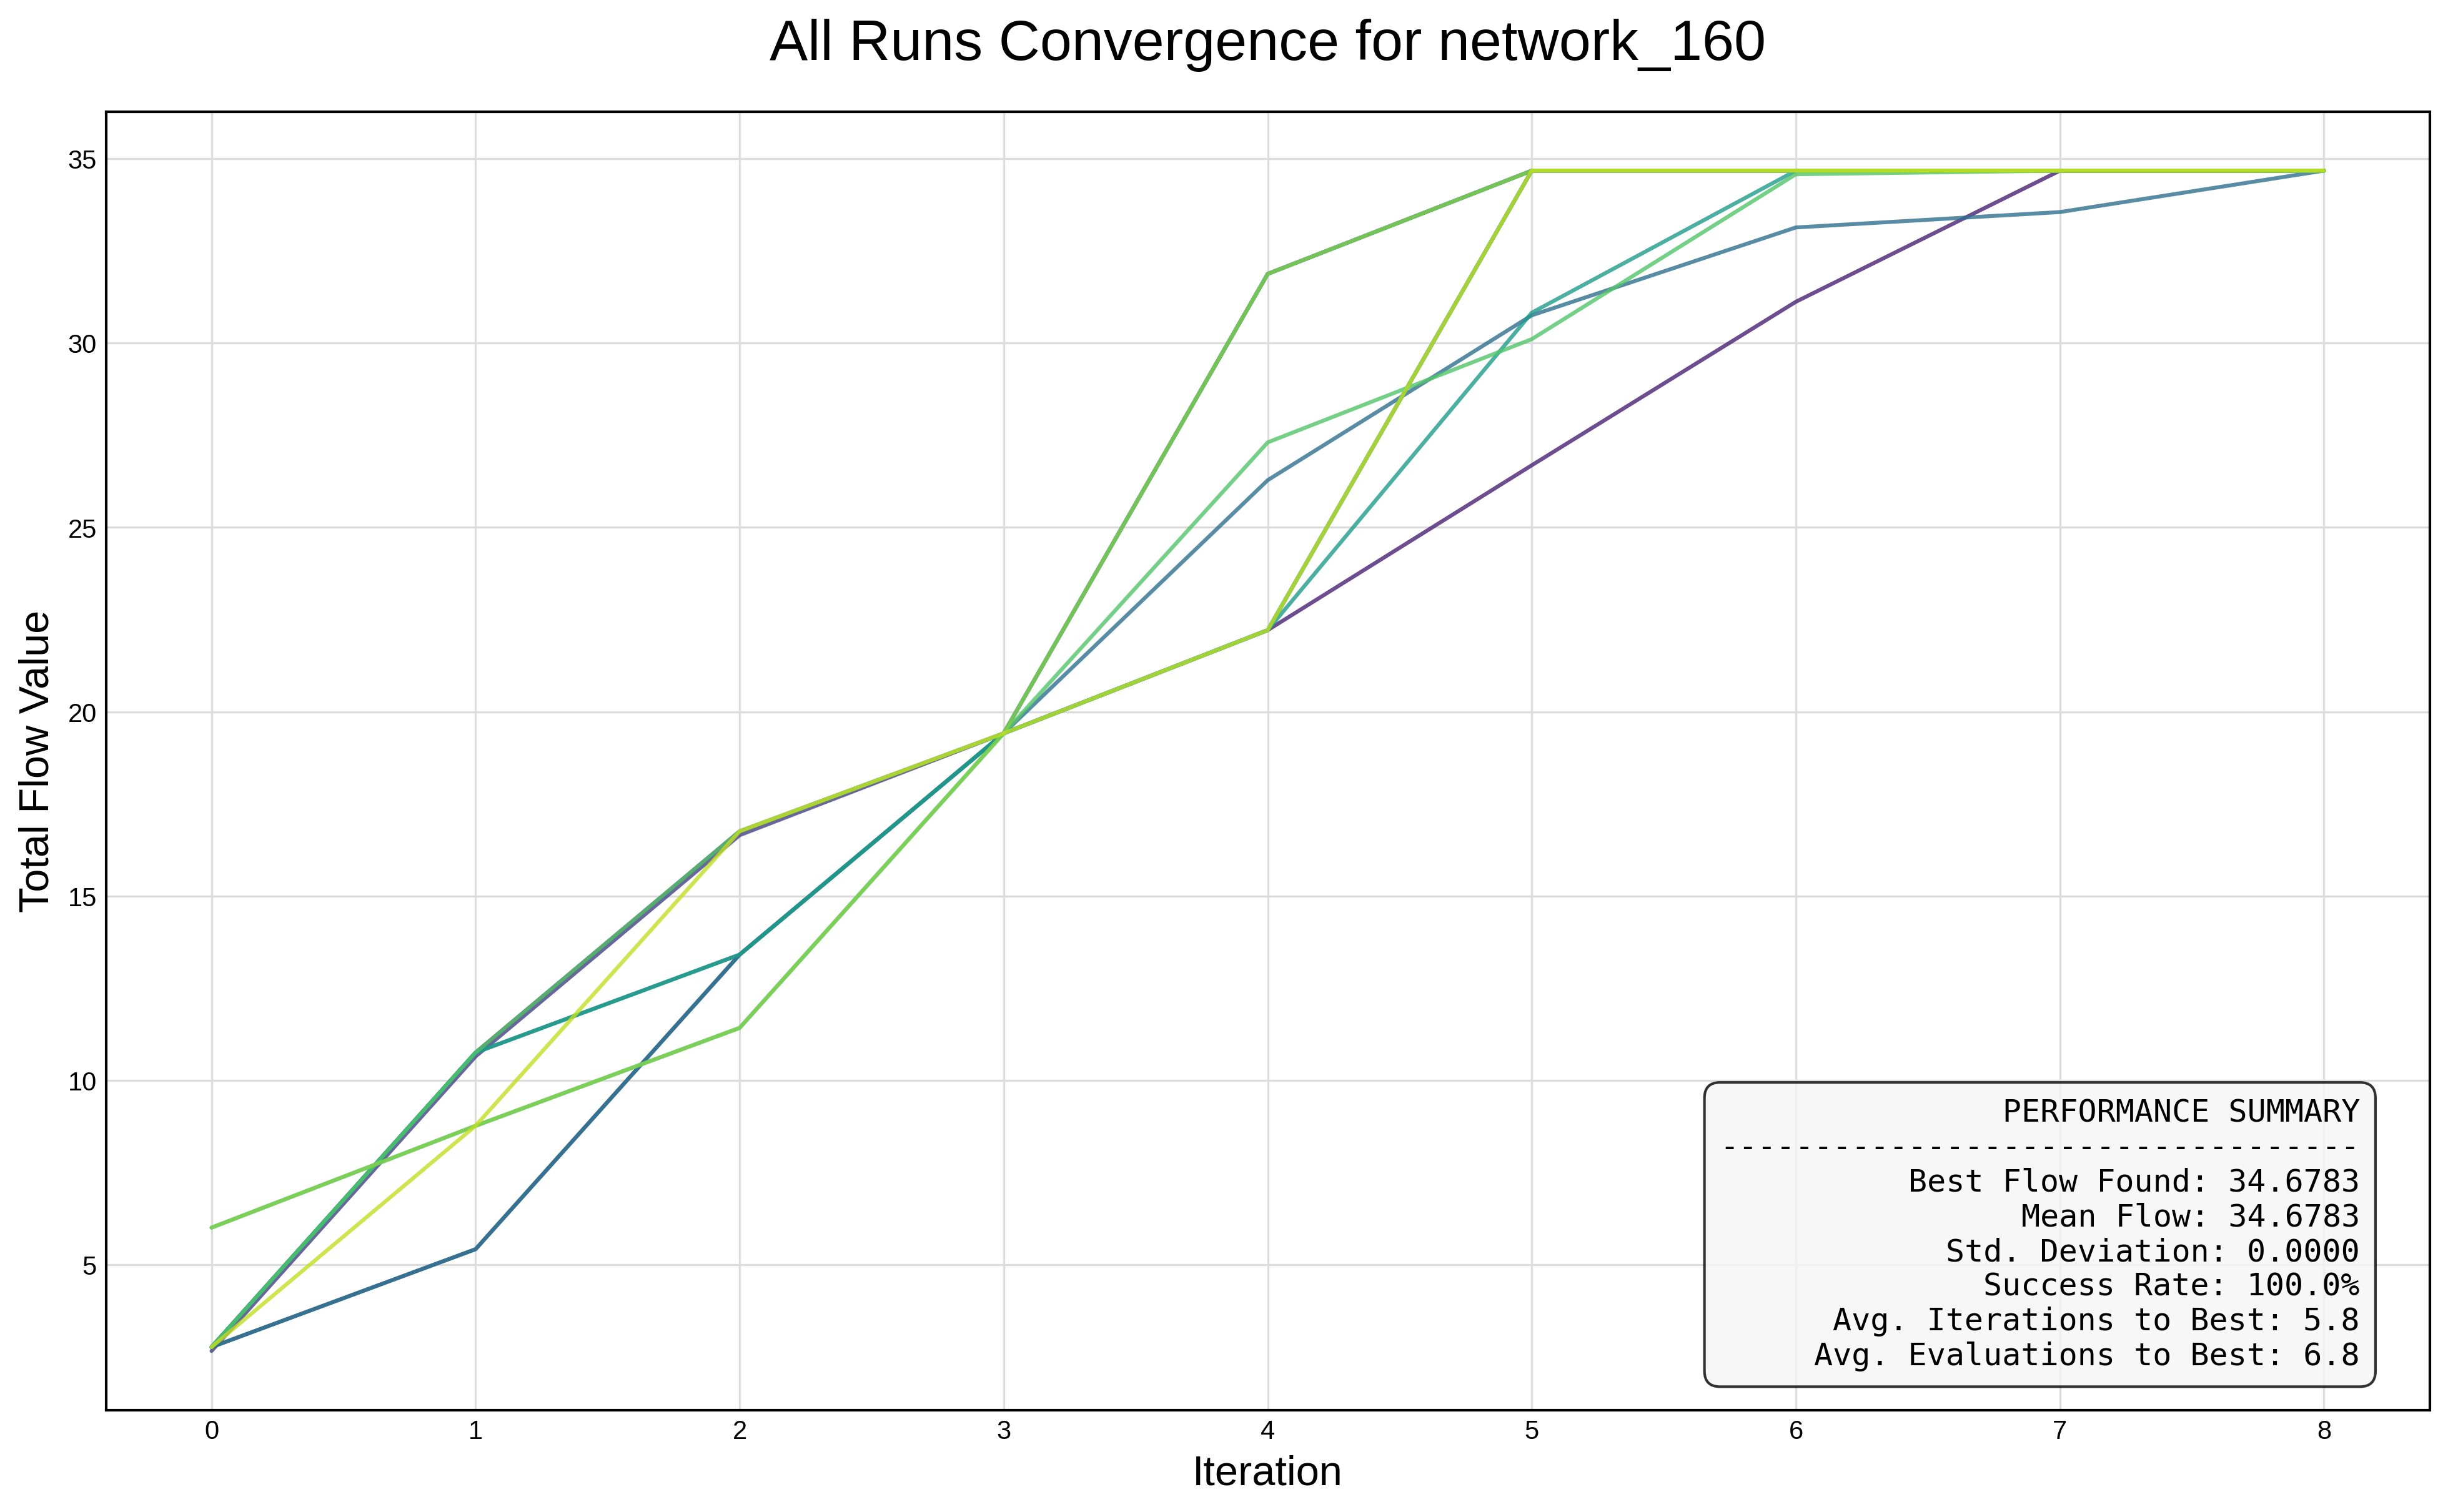 All Runs Convergence for network_160
Total Flow Value
35
30
25
20
15
10
5
PERFORMANCE SUMMARY
----------------------------------
Best Flow Found: 34.6783
Mean Flow: 34.6783
Std. Deviation: 0.0000
Success Rate: 100.0%
Avg. Iterations to Best: 5.8
Avg. Evaluations to Best: 6.8
0 1 2 3 4 5 6 7 8
Iteration